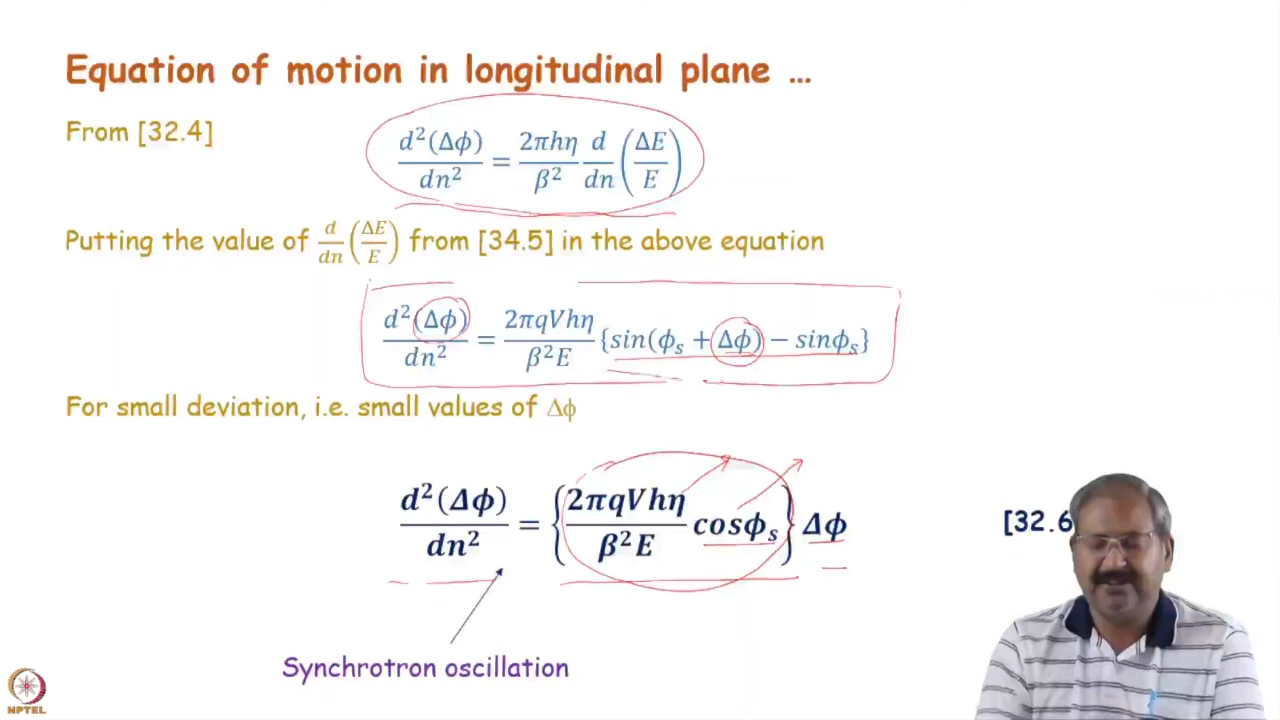 Equation of motion in longitudinal plane ...
From [32.4]
d²(Δϕ)/dn² = 2πhη/β² d/dn (ΔE/E)
Putting the value of d/dn (ΔE/E) from [34.5] in the above equation
d²(Δϕ)/dn² = 2πqVhη/β²E {sin(ϕₛ + Δϕ) − sinϕₛ}
For small deviation, i.e. small values of Δϕ
d²(Δϕ)/dn² = {2πqVhη/β²E cosϕₛ} Δϕ
[32.6
Synchrotron oscillation
NPTEL